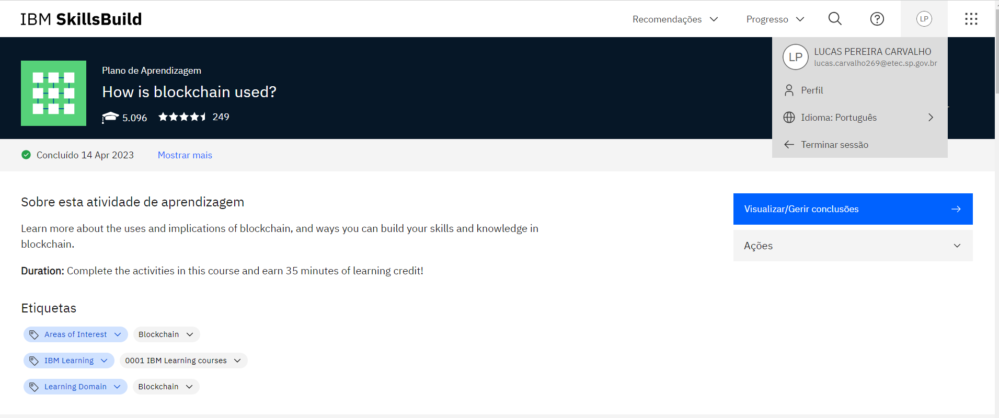 IBM SkillsBuild
Recomendações
Progresso
LP
LP
LUCAS PEREIRA CARVALHO
lucas.carvalho269@etec.sp.gov.br
Perfil
Idioma: Português
Terminar sessão
Plano de Aprendizagem
How is blockchain used?
5.096
249
Concluído 14 Apr 2023
Mostrar mais
Sobre esta atividade de aprendizagem
Learn more about the uses and implications of blockchain, and ways you can build your skills and knowledge in
blockchain.
Duration: Complete the activities in this course and earn 35 minutes of learning credit!
Visualizar/Gerir conclusões
Ações
Etiquetas
Areas of Interest
Blockchain
IBM Learning
0001 IBM Learning courses
Learning Domain
Blockchain